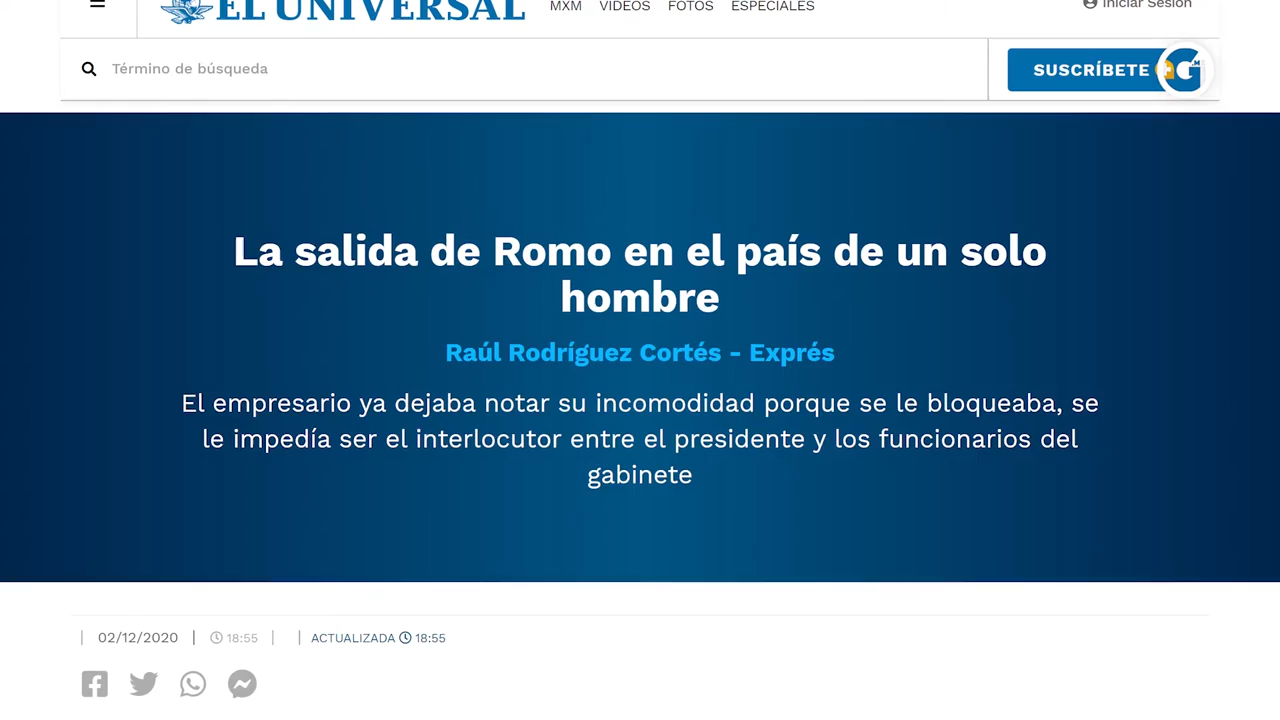 EL UNIVERSAL
MXM VIDEOS FOTOS ESPECIALES
Iniciar Sesión
Término de búsqueda
SUSCRÍBETE
La salida de Romo en el país de un solo
hombre
Raúl Rodríguez Cortés - Exprés
El empresario ya dejaba notar su incomodidad porque se le bloqueaba, se
le impedía ser el interlocutor entre el presidente y los funcionarios del
gabinete
| 02/12/2020 | 18:55 | | ACTUALIZADA 18:55